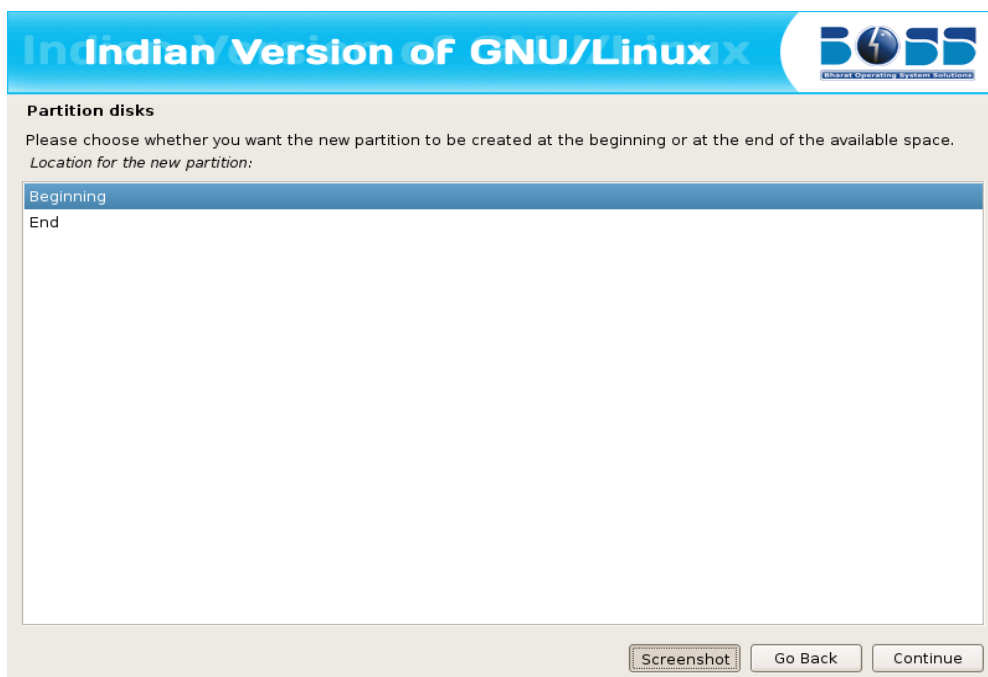 Indian Version of GNU/Linux
BOSS
Bharat Operating System Solutions
Partition disks
Please choose whether you want the new partition to be created at the beginning or at the end of the available space.
Location for the new partition:
Beginning
End
Screenshot Go Back Continue